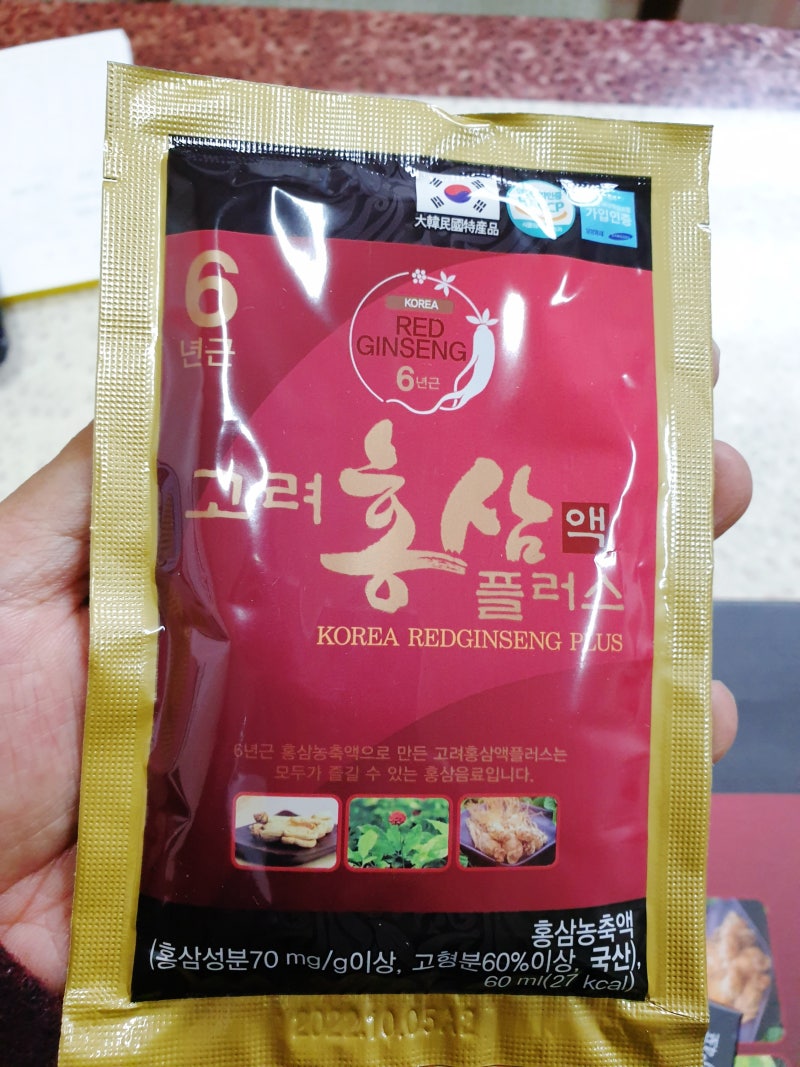 大韓民國特産品
가입인증
6
년근
KOREA
RED
GINSENG
6년근
고려홍삼액
플러스
KOREA REDGINSENG PLUS
6년근 홍삼농축액으로 만든 고려홍삼액플러스는
모두가 즐길 수 있는 홍삼음료입니다.
홍삼농축액
(홍삼성분70 mg/g이상, 고형분60%이상, 국산),
60 ml(27 kcal)
2022.10.05